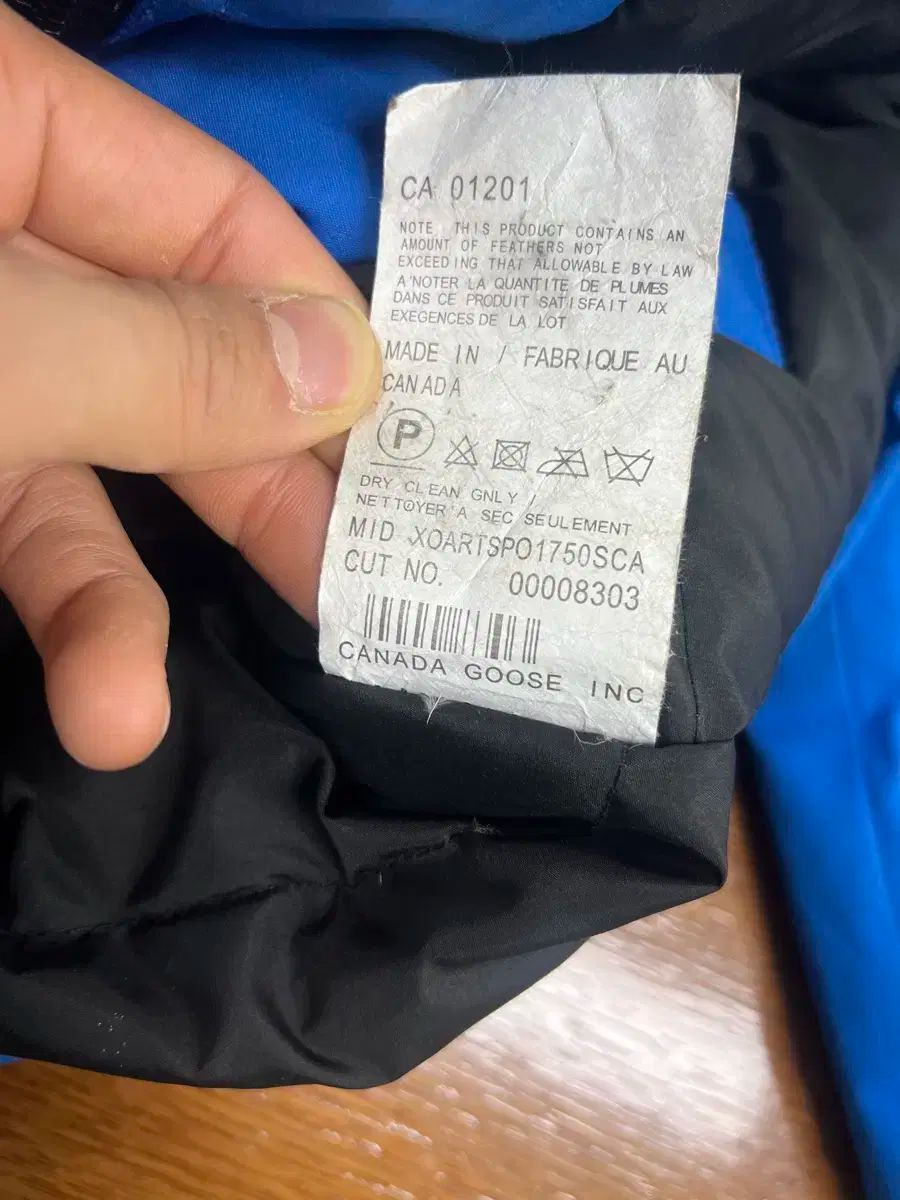 CA 01201
NOTE THIS PRODUCT CONTAINS AN
AMOUNT OF FEATHERS NOT
EXCEEDING THAT ALLOWABLE BY LAW
A'NOTER LA QUANTITE DE PLUMES
DANS CE PRODUIT SATISFAIT AUX
EXEGENCES DE LA LOT
MADE IN / FABRIQUE AU
CANADA
P
DRY CLEAN GNLY /
NETTOYER'A SEC SEULEMENT
MID XOARTSPO1750SCA
CUT NO. 00008303
CANADA GOOSE INC